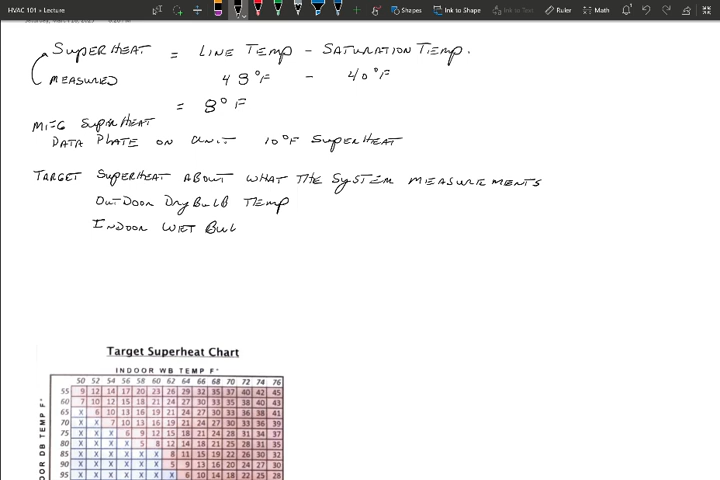 HVAC 101 » Lecture
Shapes
Ink to Shape
Ink to Text
Ruler
Math
SUPERHEAT = LINE TEMP - SATURATION TEMP.
MEASURED 48°F - 40°F
= 8°F
MFG SUPERHEAT
DATA PLATE ON UNIT 10°F SUPERHEAT
TARGET SUPERHEAT ABOUT WHAT THE SYSTEM MEASUREMENTS
OUTDOOR DRY BULB TEMP
INDOOR WET BUL
Target Superheat Chart
INDOOR WB TEMP F°
50 52 54 56 58 60 62 64 66 68 70 72 74 76
55 9 12 14 17 20 23 26 29 32 35 37 40 42 45
60 7 10 12 15 18 21 24 27 30 33 35 38 40 43
65 X 6 10 13 16 19 21 24 27 30 33 36 38 41
70 X X 7 10 13 16 19 21 24 27 30 33 36 39
75 X X X 6 9 12 15 18 21 24 28 31 34 37
80 X X X X 5 8 12 14 18 21 25 28 31 35
85 X X X X X X 8 11 15 19 22 26 30 32
90 X X X X X X 5 9 13 16 20 24 27 30
95 X X X X X X X 6 10 14 18 22 25 28
OOR DB TEMP F°